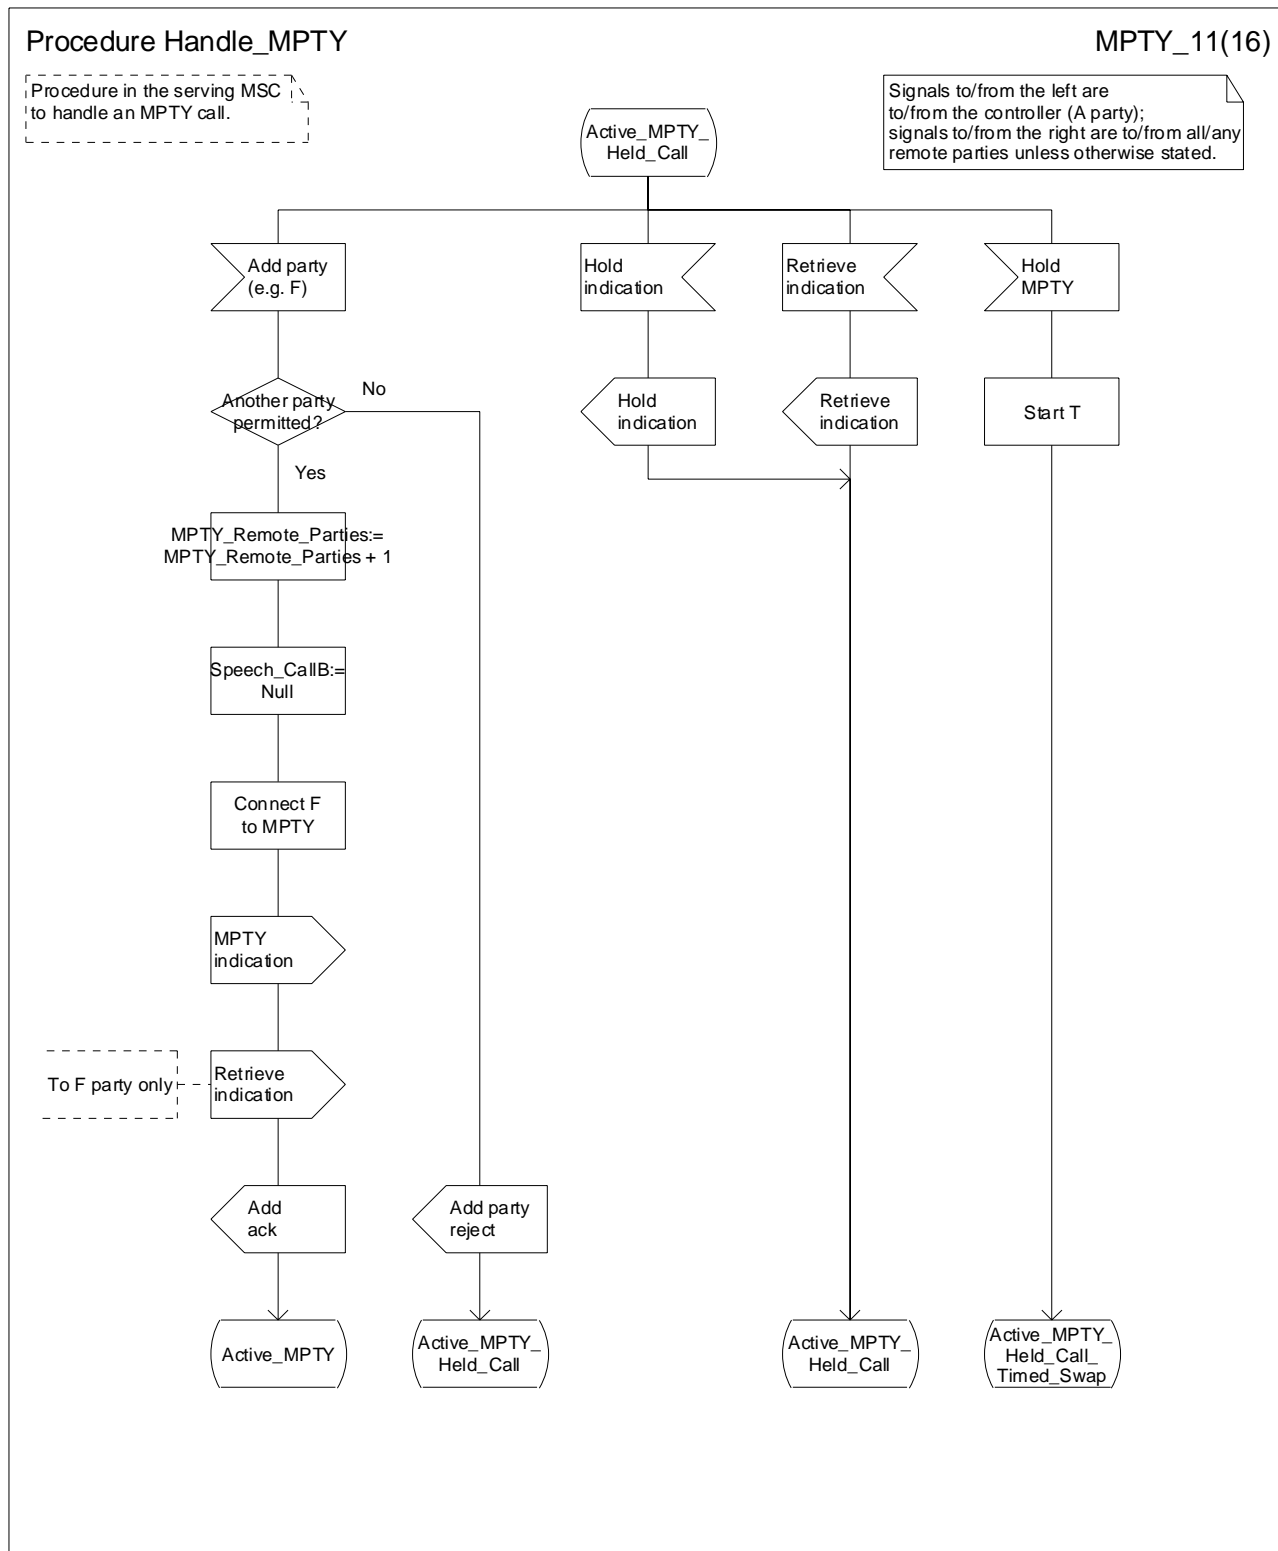 Procedure Handle_MPTY
MPTY_11(16)
Procedure in the serving MSC
to handle an MPTY call.
Signals to/from the left are
to/from the controller (A party);
signals to/from the right are to/from all/any
remote parties unless otherwise stated.
Active_MPTY_
Held_Call
Add party
(e.g. F)
Hold
indication
Retrieve
indication
Hold
MPTY
Another party
permitted?
No
Yes
Hold
indication
Retrieve
indication
Start T
MPTY_Remote_Parties:=
MPTY_Remote_Parties + 1
Speech_CallB:=
Null
Connect F
to MPTY
MPTY
indication
To F party only
Retrieve
indication
Add
ack
Add party
reject
Active_MPTY
Active_MPTY_
Held_Call
Active_MPTY_
Held_Call
Active_MPTY_
Held_Call_
Timed_Swap